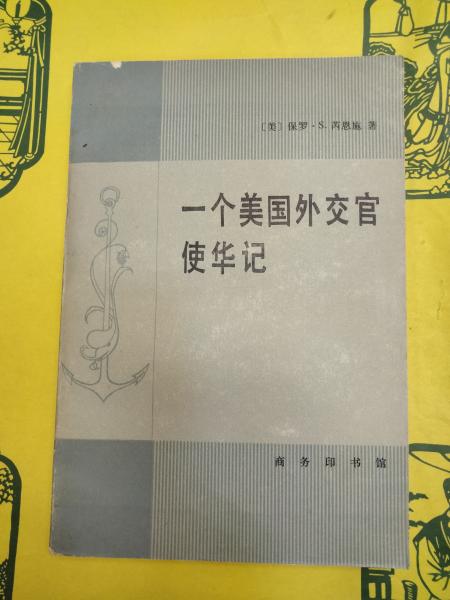 〔美〕保罗·S·芮恩施 著
一个美国外交官
使华记
商务印书馆